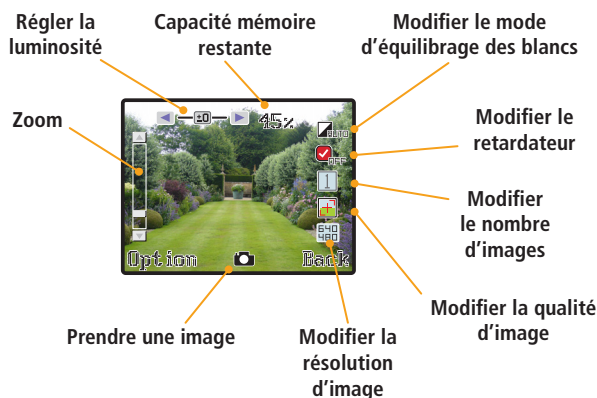 Régler la
luminosité
Capacité mémoire
restante
Modifier le mode
d'équilibrage des blancs
Zoom
±0
45%
AUTO
Modifier le
retardateur
OFF
1
Modifier
le nombre
d'images
640
480
Option
Back
Modifier la qualité
d'image
Prendre une image
Modifier la
résolution
d'image